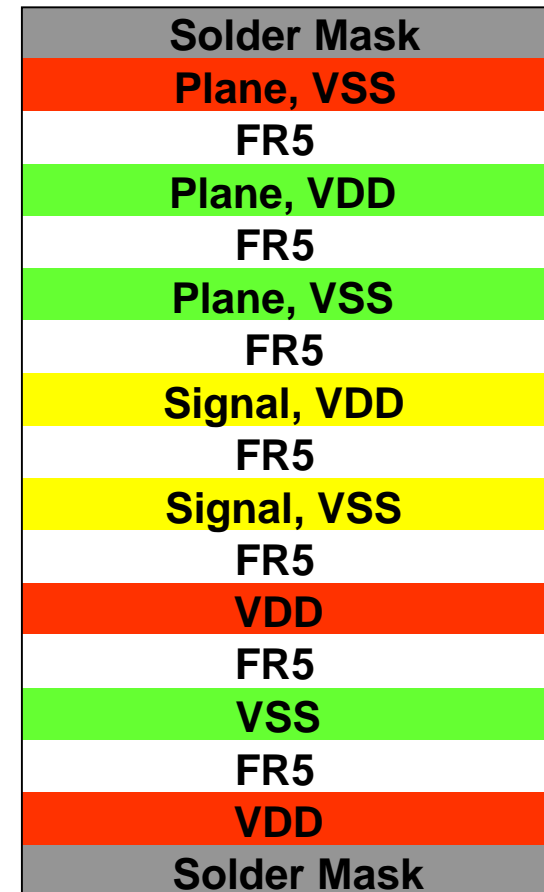 Solder Mask
Plane, VSS
FR5
Plane, VDD
FR5
Plane, VSS
FR5
Signal, VDD
FR5
Signal, VSS
FR5
VDD
FR5
VSS
FR5
VDD
Solder Mask